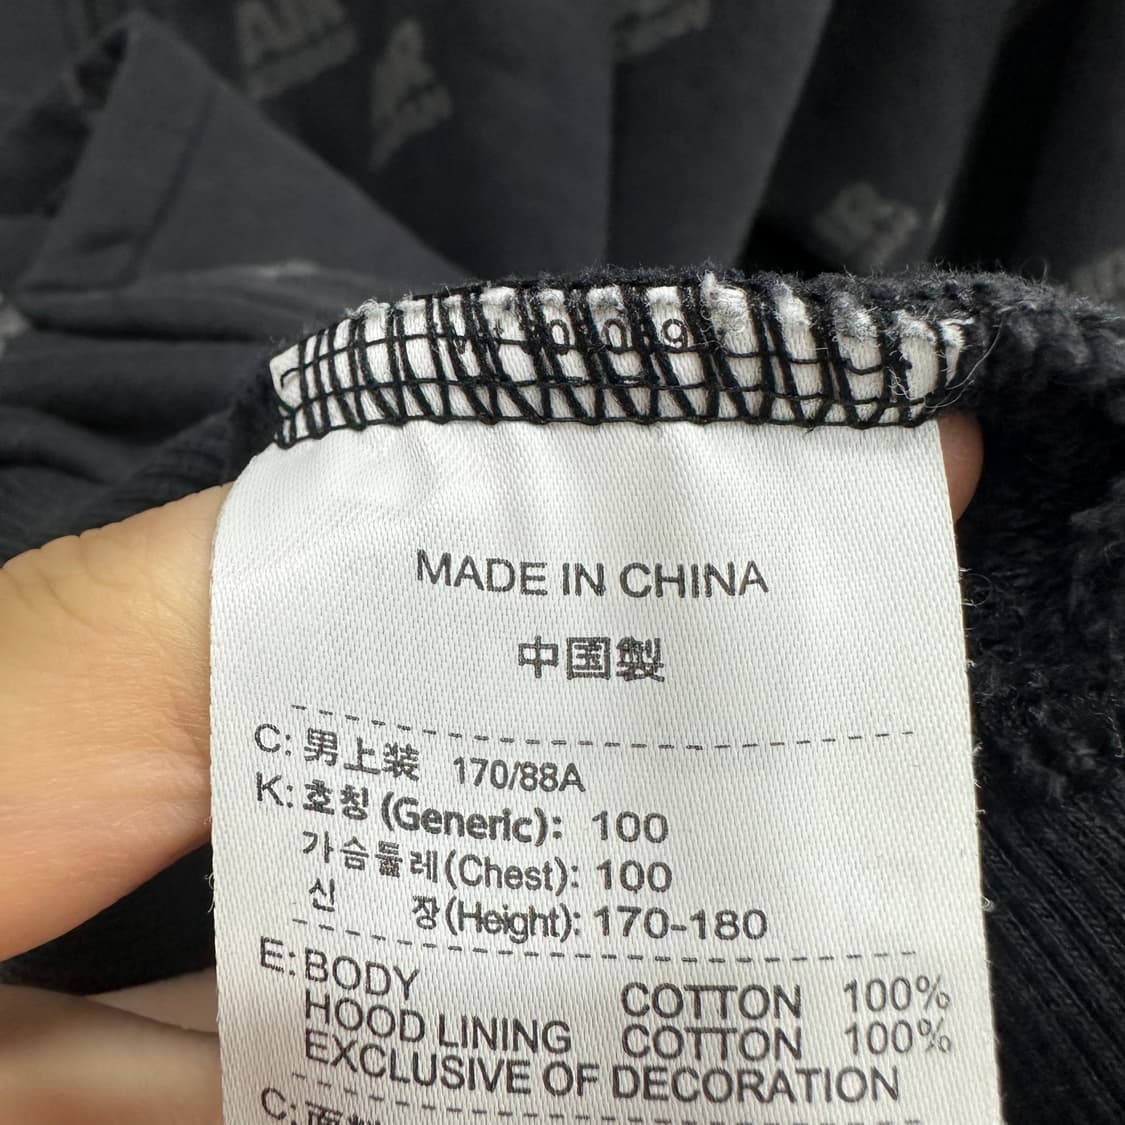 MADE IN CHINA
中国製
C: 男上装 170/88A
K: 호칭 (Generic): 100
가슴둘레(Chest): 100
신 장(Height): 170-180
E: BODY COTTON 100%
HOOD LINING COTTON 100%
EXCLUSIVE OF DECORATION
C: